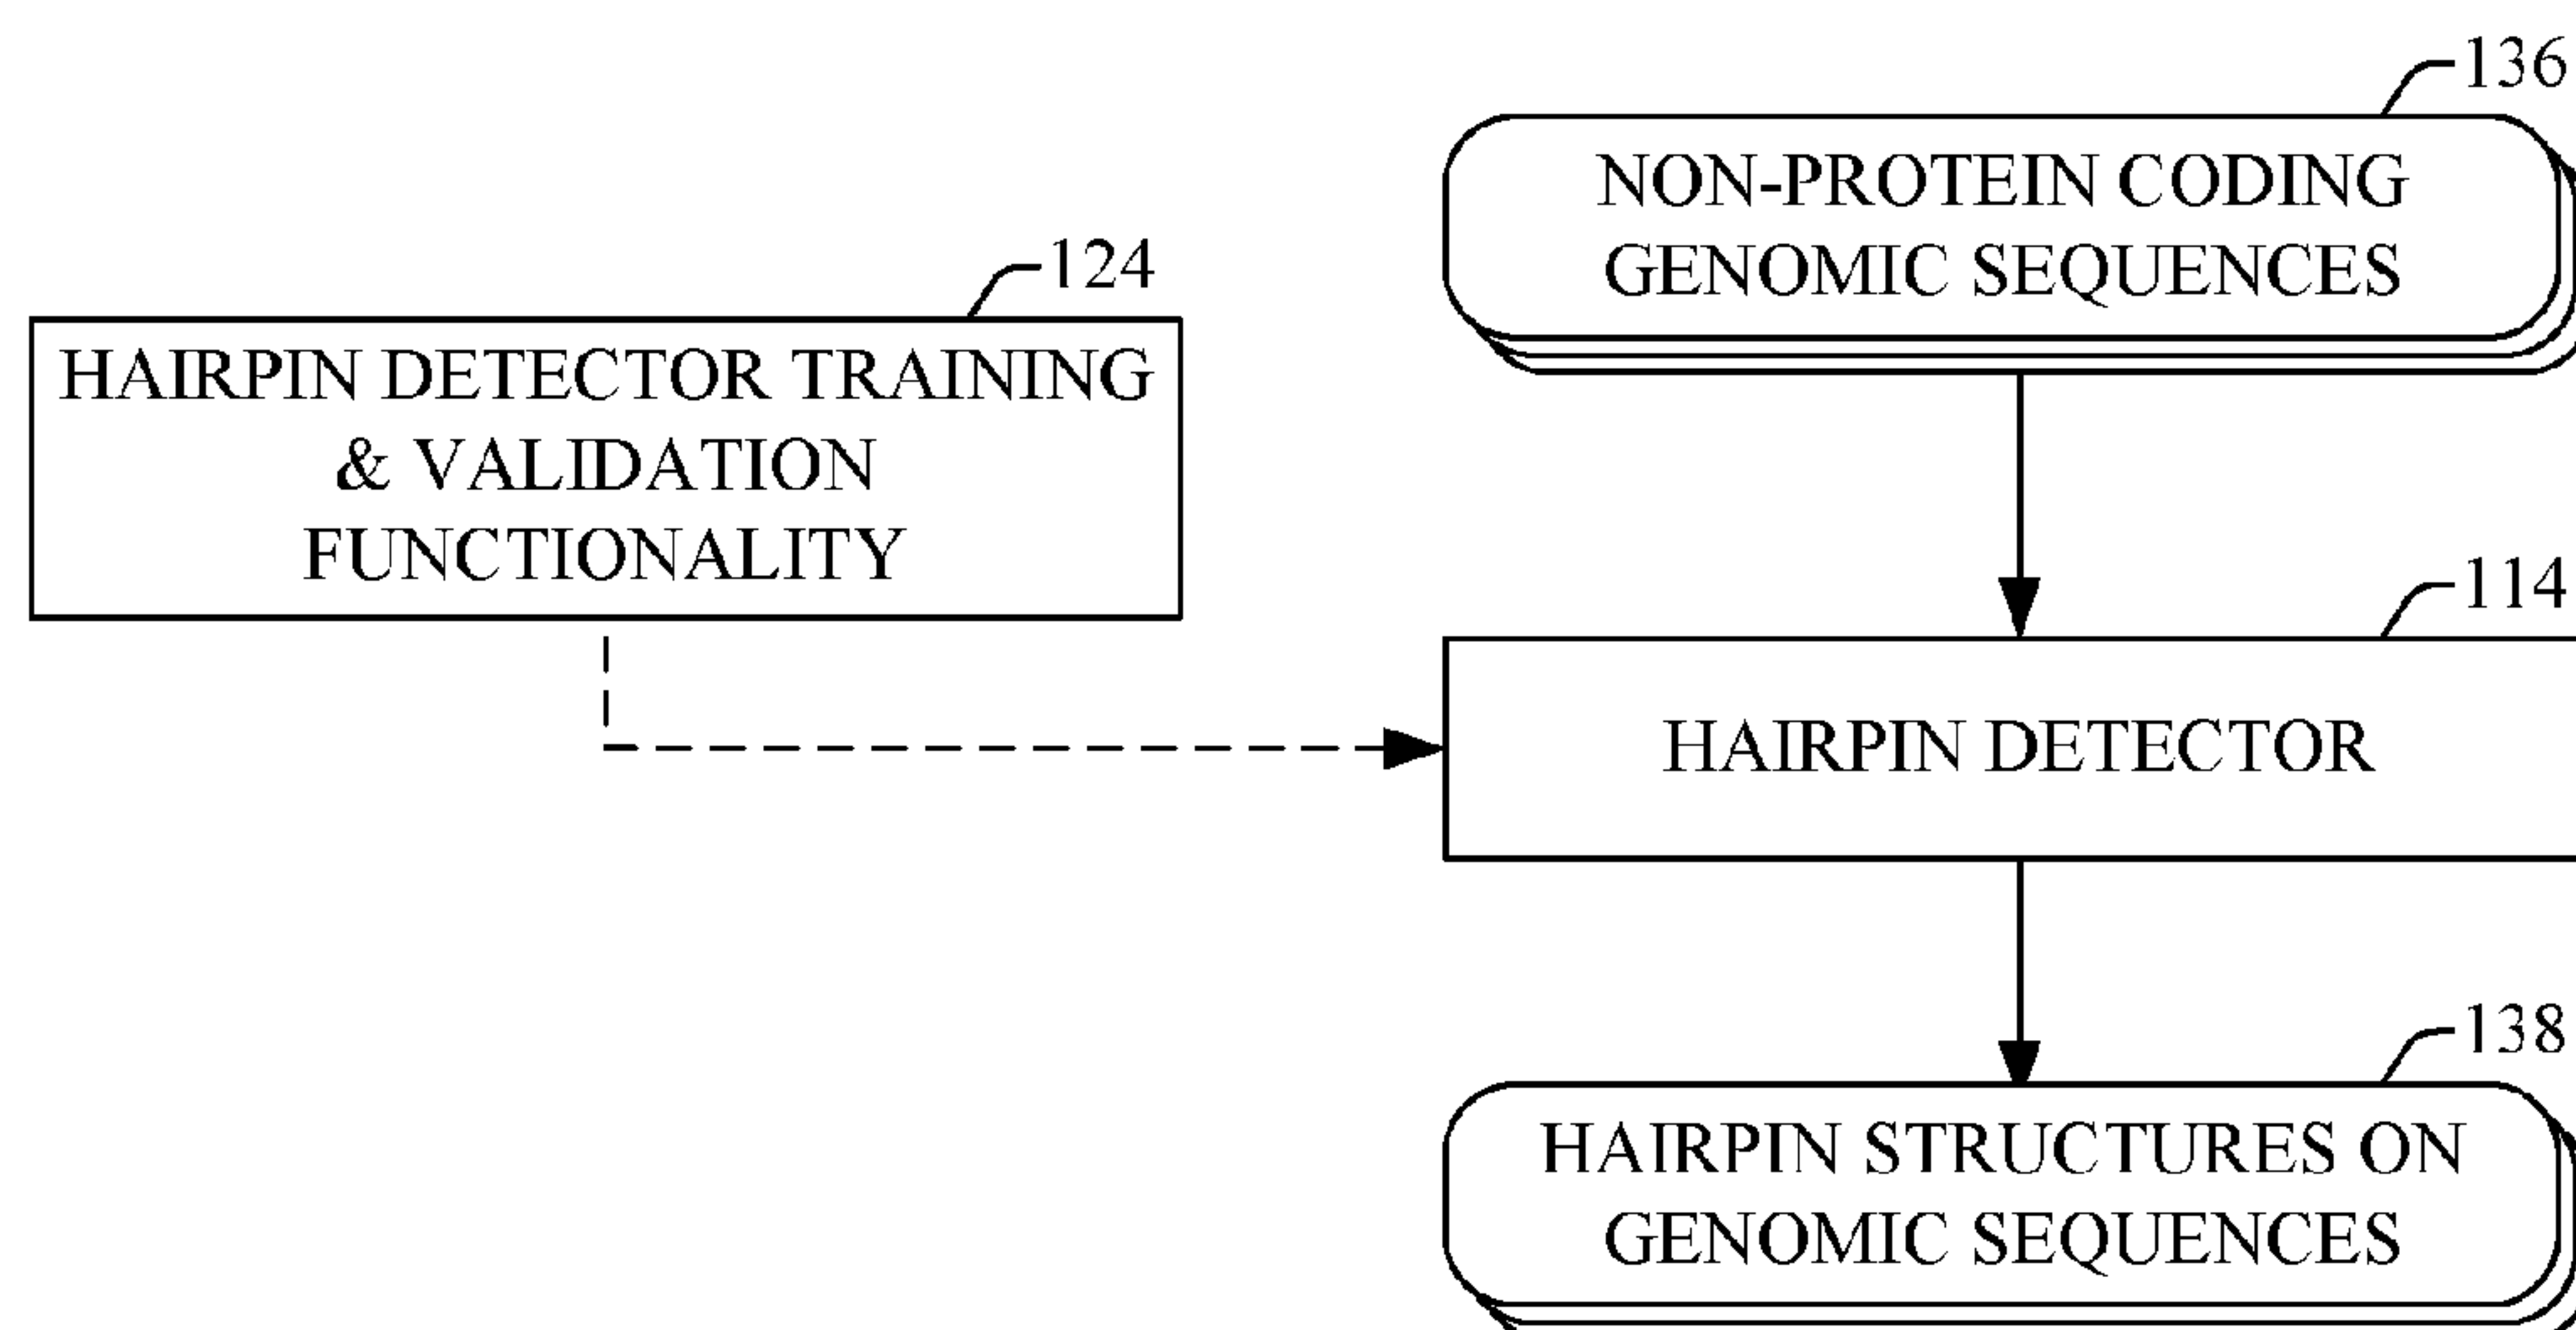 136
NON-PROTEIN CODING
GENOMIC SEQUENCES
124
HAIRPIN DETECTOR TRAINING
& VALIDATION
FUNCTIONALITY
114
HAIRPIN DETECTOR
138
HAIRPIN STRUCTURES ON
GENOMIC SEQUENCES